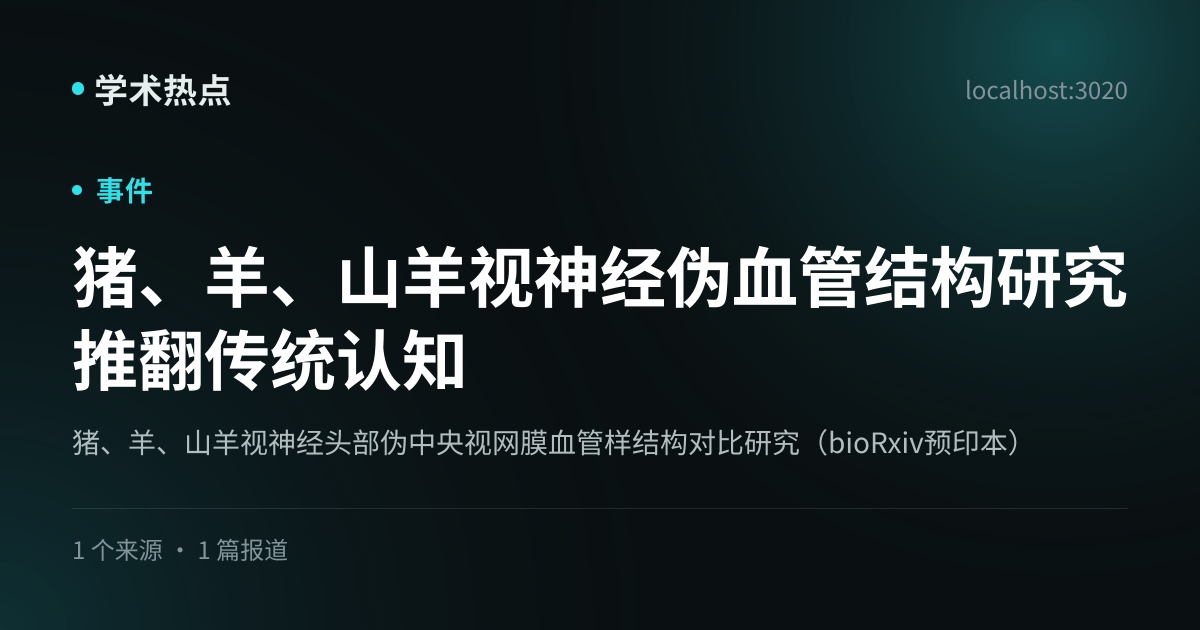 学术热点
localhost:3020
事件
猪、羊、山羊视神经伪血管结构研究
推翻传统认知
猪、羊、山羊视神经头部伪中央视网膜血管样结构对比研究（bioRxiv预印本）
1 个来源 · 1 篇报道